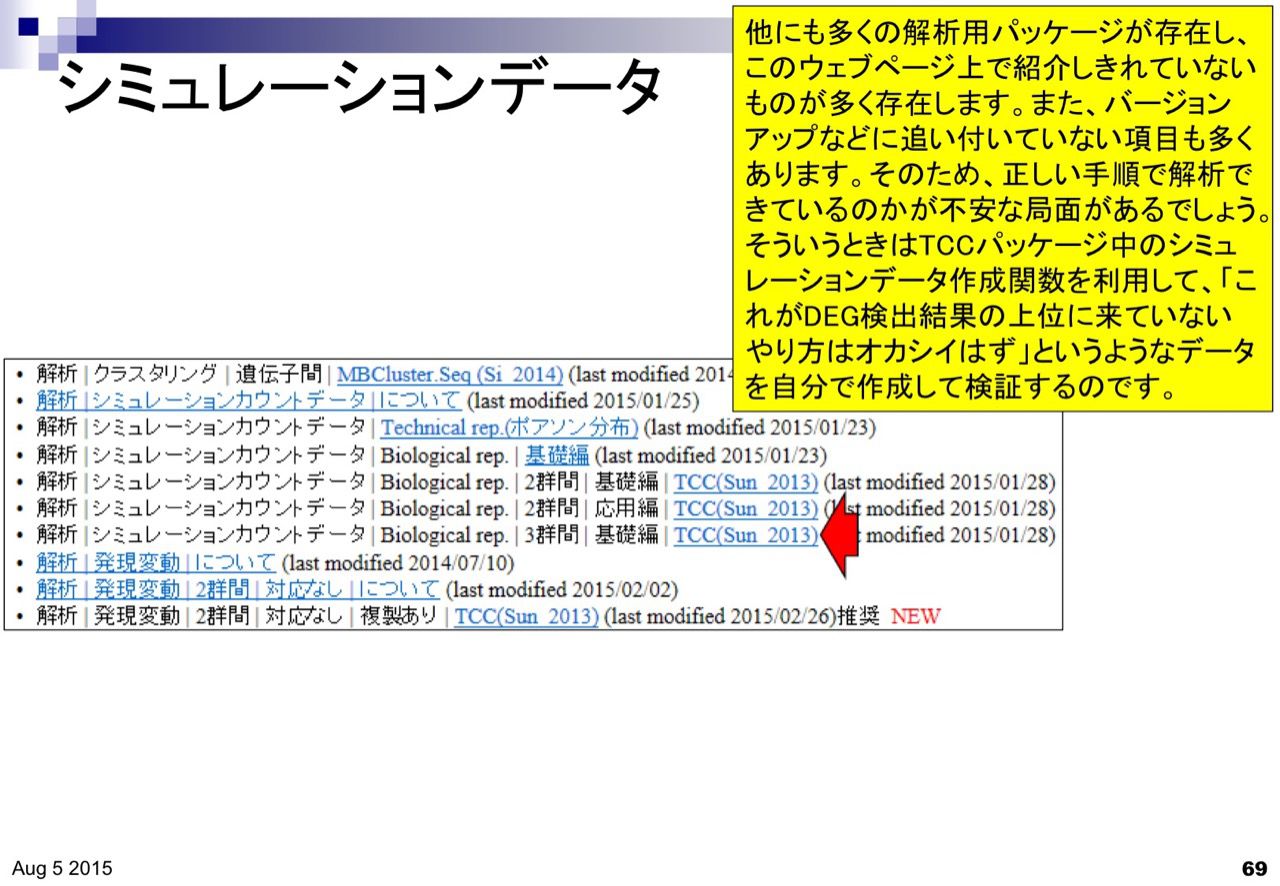 シミュレーションデータ
他にも多くの解析用パッケージが存在し、
このウェブページ上で紹介しきれていない
ものが多く存在します。また、バージョン
アップなどに追い付いていない項目も多く
あります。そのため、正しい手順で解析で
きているのかが不安な局面があるでしょう。
そういうときはTCCパッケージ中のシミュ
レーションデータ作成関数を利用して、「こ
れがDEG検出結果の上位に来ていない
やり方はオカシイはず」というようなデータ
を自分で作成して検証するのです。
• 解析 | クラスタリング | 遺伝子間 | MBCluster.Seq (Si_2014) (last modified 2014
• 解析 | シミュレーションカウントデータ | について (last modified 2015/01/25)
• 解析 | シミュレーションカウントデータ | Technical rep.(ポアソン分布) (last modified 2015/01/23)
• 解析 | シミュレーションカウントデータ | Biological rep. | 基礎編 (last modified 2015/01/23)
• 解析 | シミュレーションカウントデータ | Biological rep. | 2群間 | 基礎編 | TCC(Sun_2013) (last modified 2015/01/28)
• 解析 | シミュレーションカウントデータ | Biological rep. | 2群間 | 応用編 | TCC(Sun_2013) (last modified 2015/01/28)
• 解析 | シミュレーションカウントデータ | Biological rep. | 3群間 | 基礎編 | TCC(Sun_2013) modified 2015/01/28)
• 解析 | 発現変動 | について (last modified 2014/07/10)
• 解析 | 発現変動 | 2群間 | 対応なし | について (last modified 2015/02/02)
• 解析 | 発現変動 | 2群間 | 対応なし | 複製あり | TCC(Sun_2013) (last modified 2015/02/26)推奨 NEW
Aug 5 2015
69